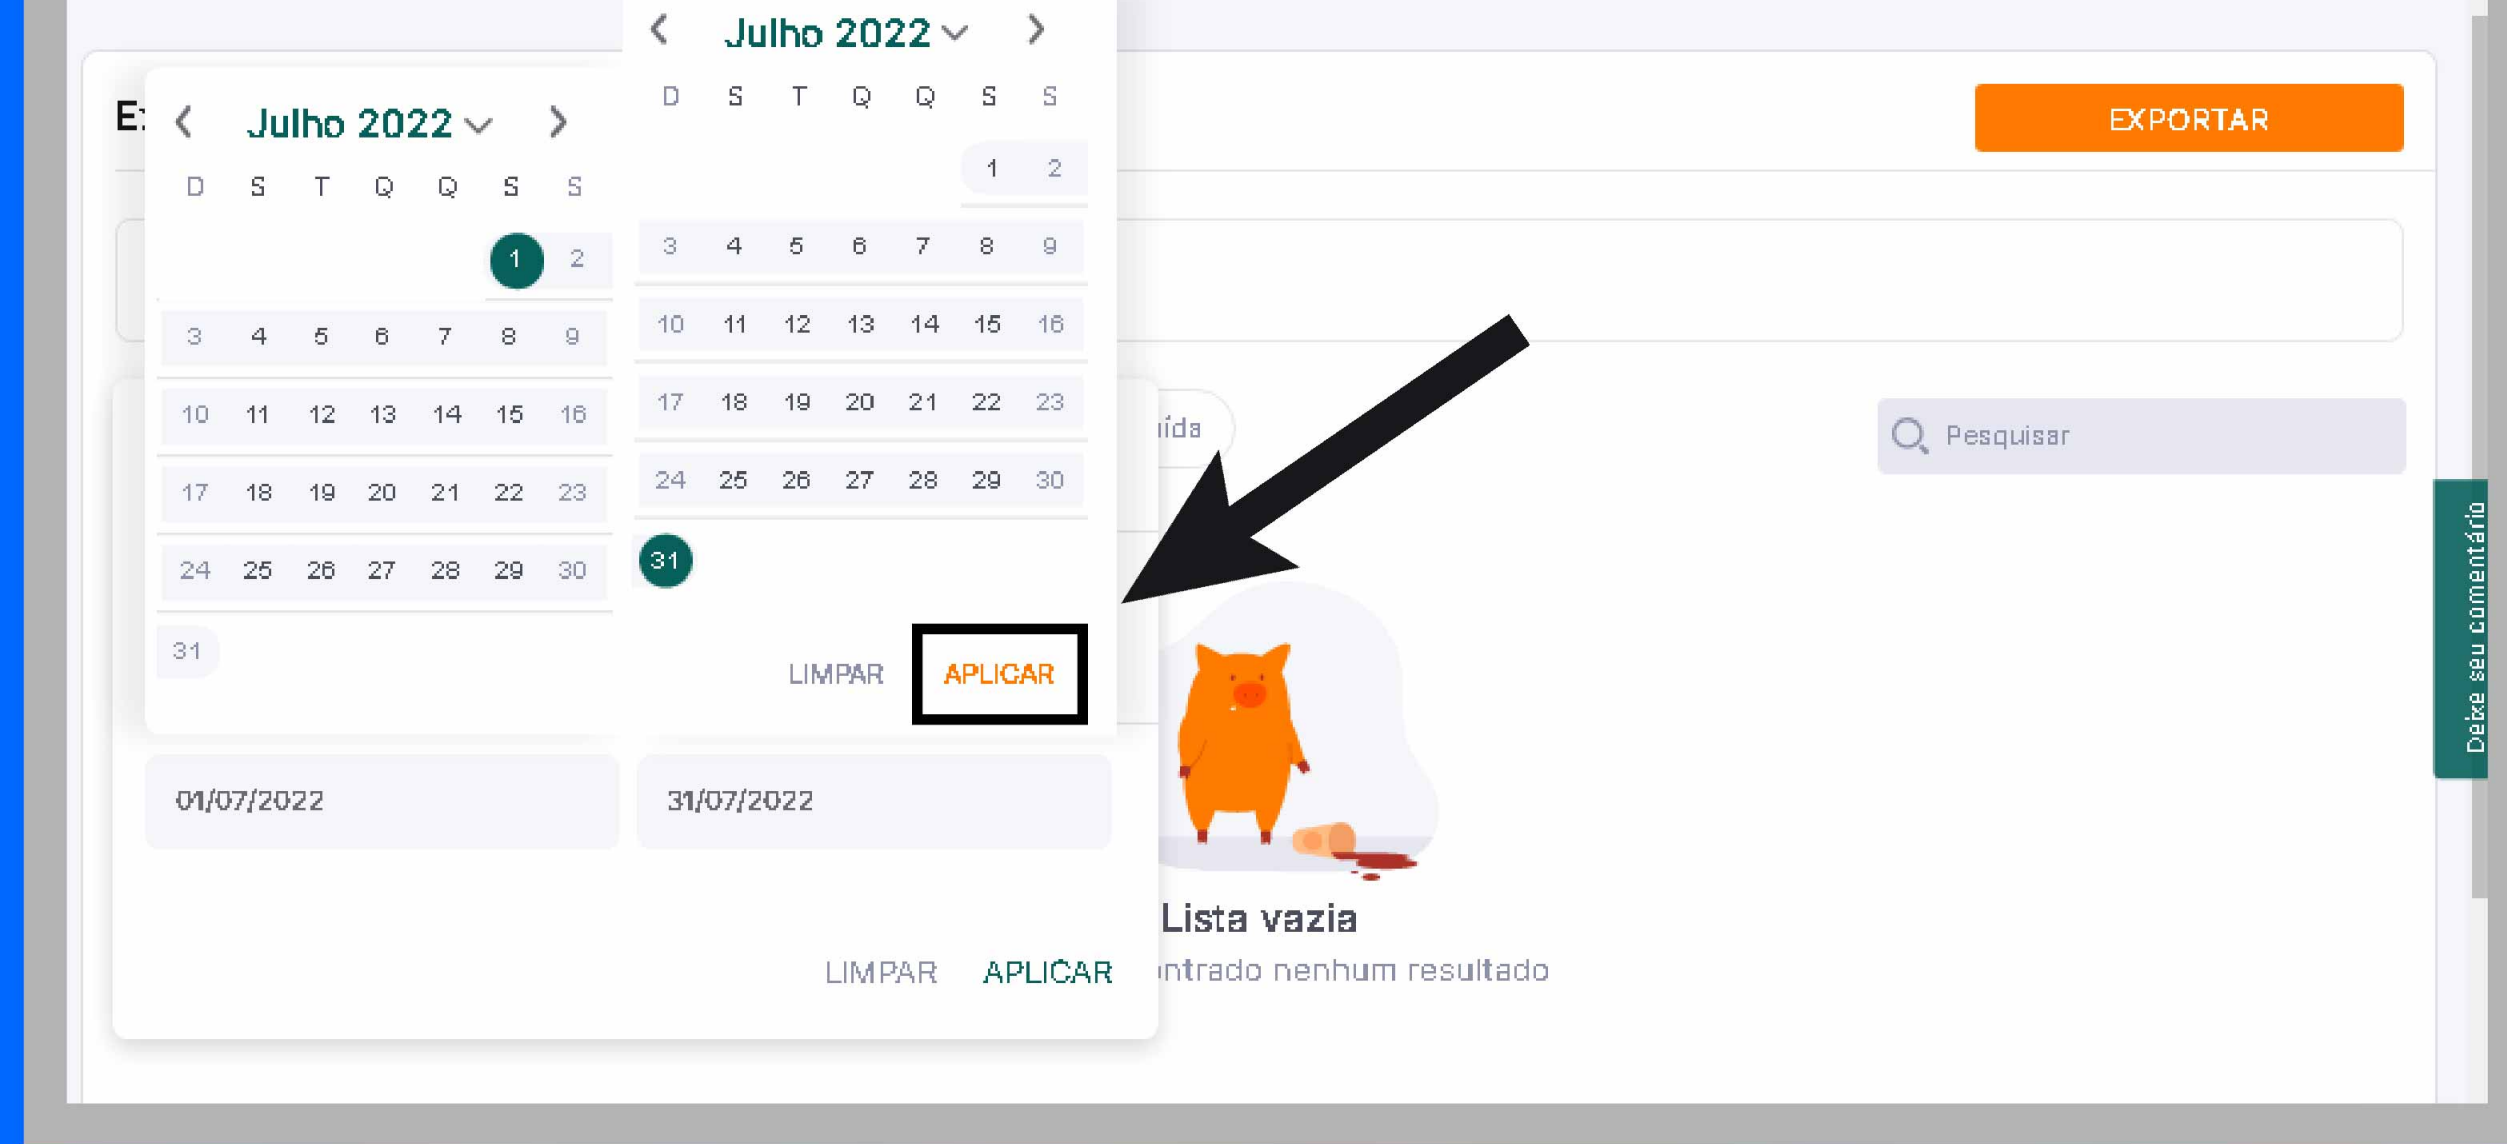 Julho 2022
D S T Q Q S S
1 2
3 4 5 6 7 8 9
10 11 12 13 14 15 16
17 18 19 20 21 22 23
24 25 26 27 28 29 30
31
LIMPAR APLICAR
Julho 2022
D S T Q Q S S
1 2
3 4 5 6 7 8 9
10 11 12 13 14 15 16
17 18 19 20 21 22 23
24 25 26 27 28 29 30
31
01/07/2022
31/07/2022
LIMPAR APLICAR
EXPORTAR
Pesquisar
Lista vazia
nenhum resultado
Deixe seu comentário